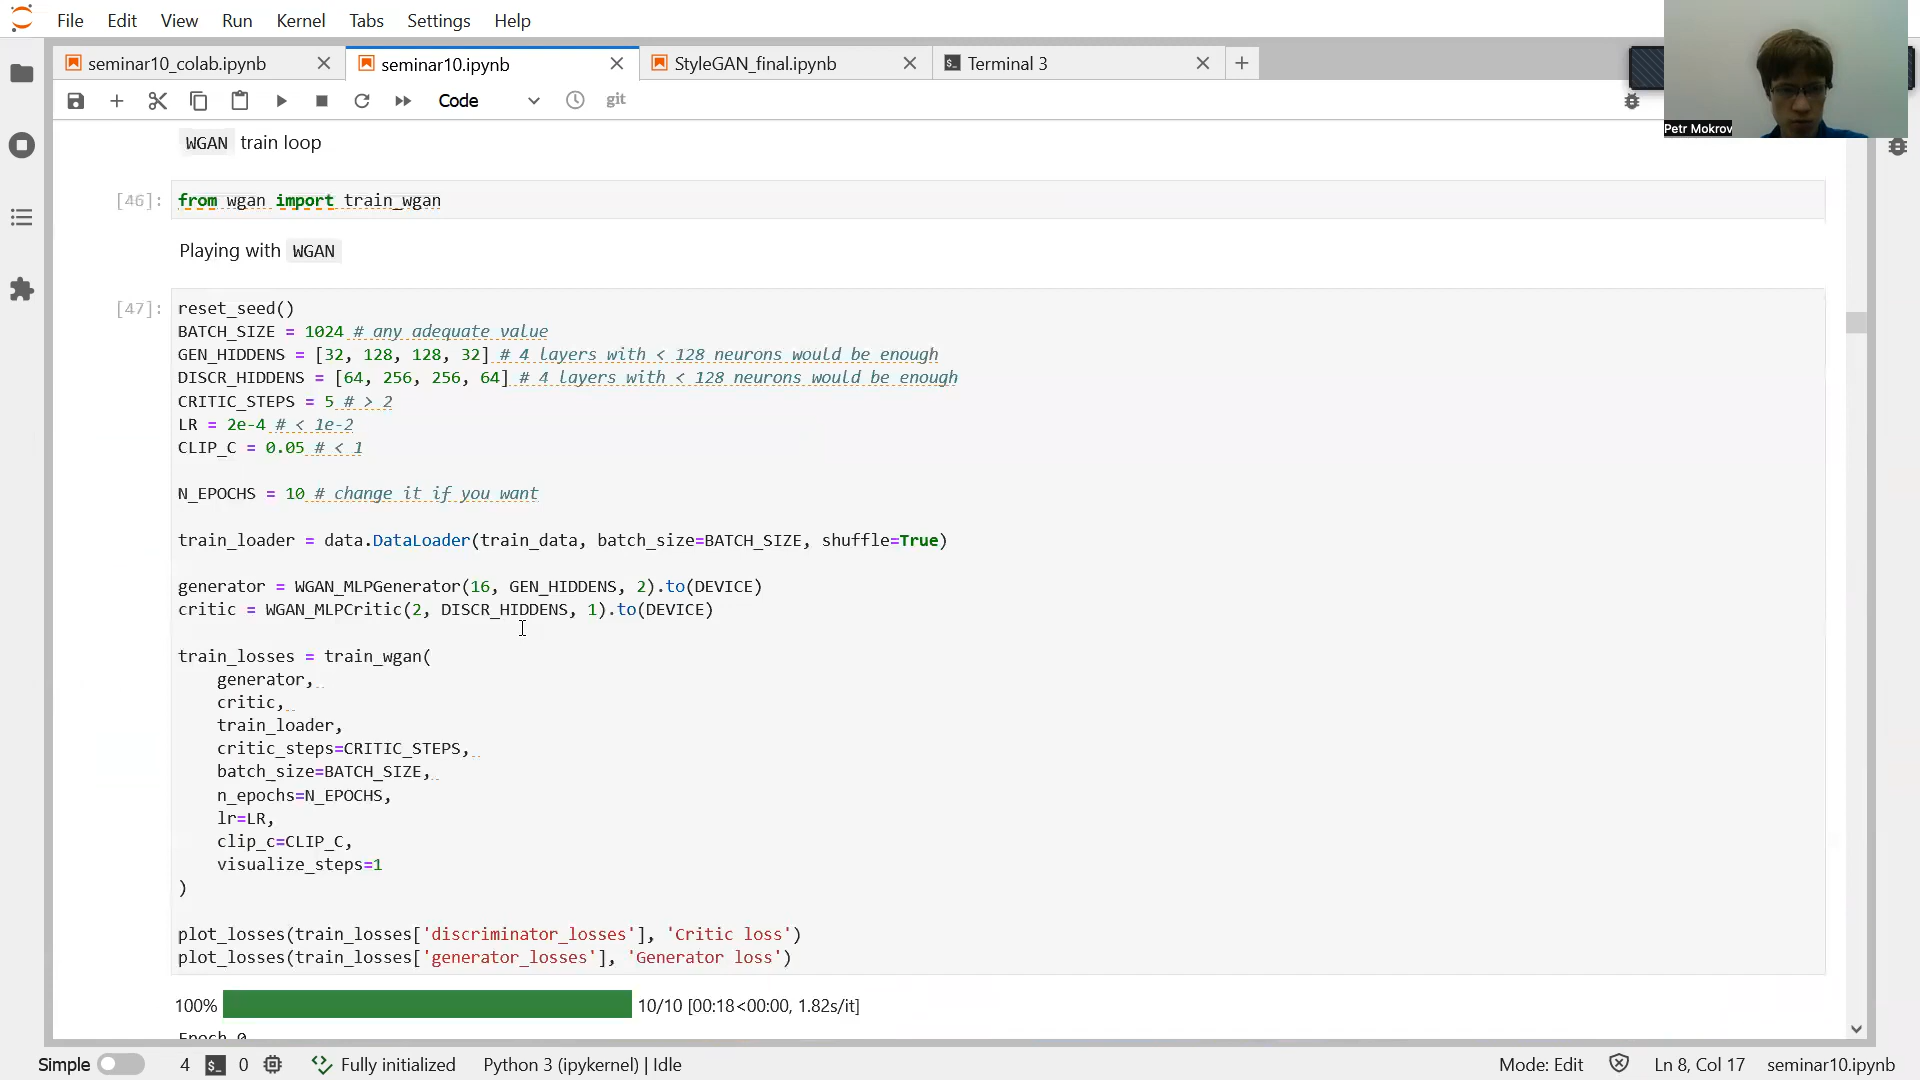 File Edit View Run Kernel Tabs Settings Help
seminar10_colab.ipynb seminar10.ipynb StyleGAN_final.ipynb Terminal 3
Code git
Petr Mokrov
WGAN train loop
[46]: from wgan import train_wgan
Playing with WGAN
[47]: reset_seed()
BATCH_SIZE = 1024 # any adequate value
GEN_HIDDENS = [32, 128, 128, 32] # 4 layers with < 128 neurons would be enough
DISCR_HIDDENS = [64, 256, 256, 64] # 4 layers with < 128 neurons would be enough
CRITIC_STEPS = 5 # > 2
LR = 2e-4 # < 1e-2
CLIP_C = 0.05 # < 1
N_EPOCHS = 10 # change it if you want
train_loader = data.DataLoader(train_data, batch_size=BATCH_SIZE, shuffle=True)
generator = WGAN_MLPGenerator(16, GEN_HIDDENS, 2).to(DEVICE)
critic = WGAN_MLPCritic(2, DISCR_HIDDENS, 1).to(DEVICE)
train_losses = train_wgan(
generator,
critic,
train_loader,
critic_steps=CRITIC_STEPS,
batch_size=BATCH_SIZE,
n_epochs=N_EPOCHS,
lr=LR,
clip_c=CLIP_C,
visualize_steps=1
)
plot_losses(train_losses['discriminator_losses'], 'Critic loss')
plot_losses(train_losses['generator_losses'], 'Generator loss')
100% 10/10 [00:18<00:00, 1.82s/it]
Epoch 0
Simple 4 $_ 0 Fully initialized Python 3 (ipykernel) | Idle Mode: Edit Ln 8, Col 17 seminar10.ipynb